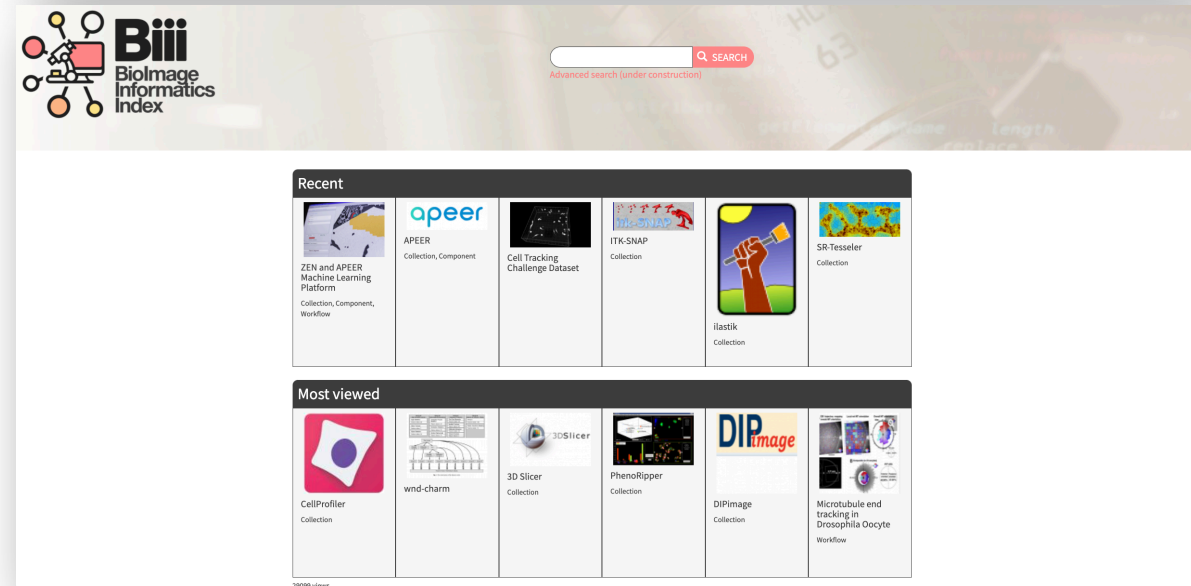 Biii
BioImage
Informatics
Index
SEARCH
Advanced search (under construction)
Recent
apeer
ZEN and APEER
Machine Learning
Platform
Collection, Component,
Workflow
APEER
Collection, Component
Cell Tracking
Challenge Dataset
ITK-SNAP
ITK-SNAP
Collection
ilastik
Collection
SR-Tesseler
Collection
Most viewed
CellProfiler
Collection
wnd-charm
3DSlicer
3D Slicer
Collection
PhenoRipper
Collection
DIPimage
DIPimage
Collection
Microtubule end
tracking in
Drosophila Oocyte
Workflow